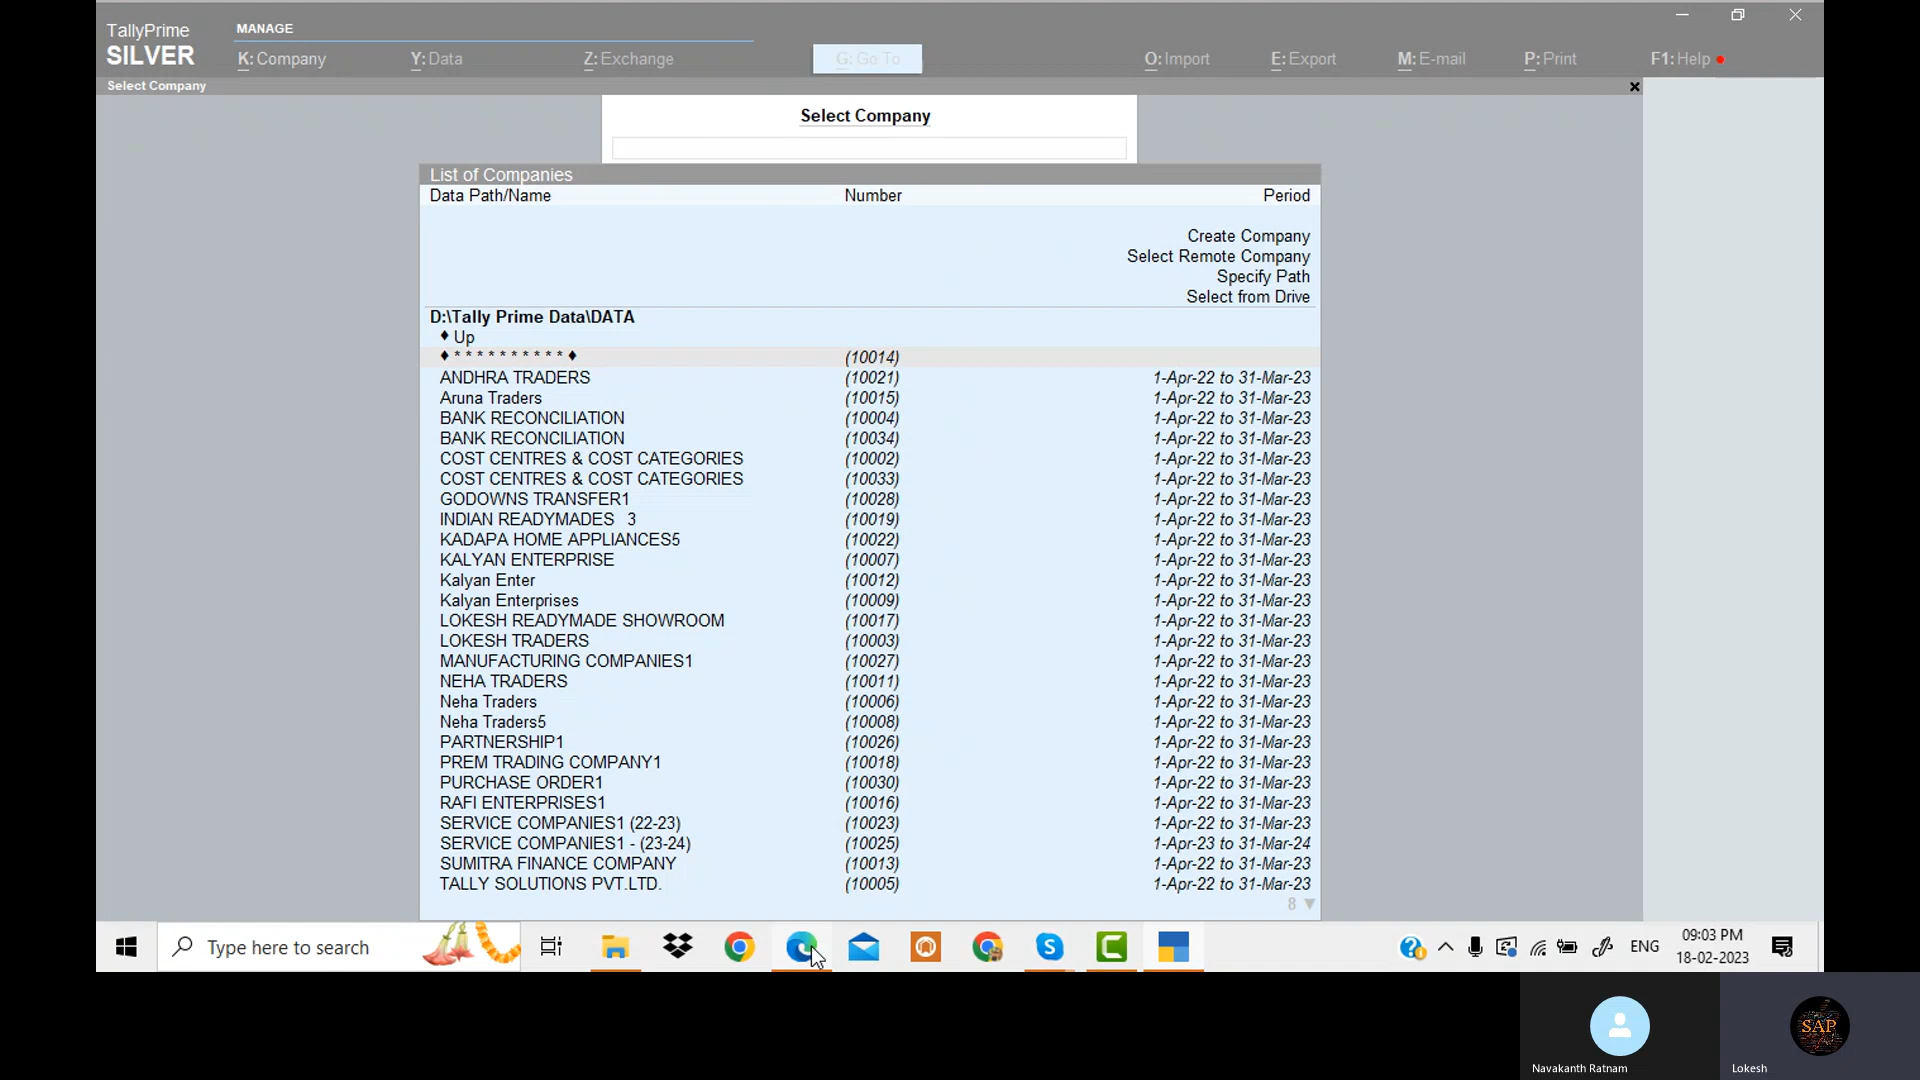 TallyPrime
SILVER
MANAGE
K: Company
Y: Data
Z: Exchange
G: Go To
O: Import
E: Export
M: E-mail
P: Print
F1: Help
Select Company
Select Company
List of Companies
Data Path/Name Number Period
Create Company
Select Remote Company
Specify Path
Select from Drive
D:\Tally Prime Data\DATA
♦ Up
♦ * * * * * * * * * * ♦ (10014)
ANDHRA TRADERS (10021) 1-Apr-22 to 31-Mar-23
Aruna Traders (10015) 1-Apr-22 to 31-Mar-23
BANK RECONCILIATION (10004) 1-Apr-22 to 31-Mar-23
BANK RECONCILIATION (10034) 1-Apr-22 to 31-Mar-23
COST CENTRES & COST CATEGORIES (10002) 1-Apr-22 to 31-Mar-23
COST CENTRES & COST CATEGORIES (10033) 1-Apr-22 to 31-Mar-23
GODOWNS TRANSFER1 (10028) 1-Apr-22 to 31-Mar-23
INDIAN READYMADES 3 (10019) 1-Apr-22 to 31-Mar-23
KADAPA HOME APPLIANCES5 (10022) 1-Apr-22 to 31-Mar-23
KALYAN ENTERPRISE (10007) 1-Apr-22 to 31-Mar-23
Kalyan Enter (10012) 1-Apr-22 to 31-Mar-23
Kalyan Enterprises (10009) 1-Apr-22 to 31-Mar-23
LOKESH READYMADE SHOWROOM (10017) 1-Apr-22 to 31-Mar-23
LOKESH TRADERS (10003) 1-Apr-22 to 31-Mar-23
MANUFACTURING COMPANIES1 (10027) 1-Apr-22 to 31-Mar-23
NEHA TRADERS (10011) 1-Apr-22 to 31-Mar-23
Neha Traders (10006) 1-Apr-22 to 31-Mar-23
Neha Traders5 (10008) 1-Apr-22 to 31-Mar-23
PARTNERSHIP1 (10026) 1-Apr-22 to 31-Mar-23
PREM TRADING COMPANY1 (10018) 1-Apr-22 to 31-Mar-23
PURCHASE ORDER1 (10030) 1-Apr-22 to 31-Mar-23
RAFI ENTERPRISES1 (10016) 1-Apr-22 to 31-Mar-23
SERVICE COMPANIES1 (22-23) (10023) 1-Apr-22 to 31-Mar-23
SERVICE COMPANIES1 - (23-24) (10025) 1-Apr-23 to 31-Mar-24
SUMITRA FINANCE COMPANY (10013) 1-Apr-22 to 31-Mar-23
TALLY SOLUTIONS PVT.LTD. (10005) 1-Apr-22 to 31-Mar-23
8 ▼
Type here to search
ENG
09:03 PM
18-02-2023
SAP
Navakanth Ratnam
Lokesh